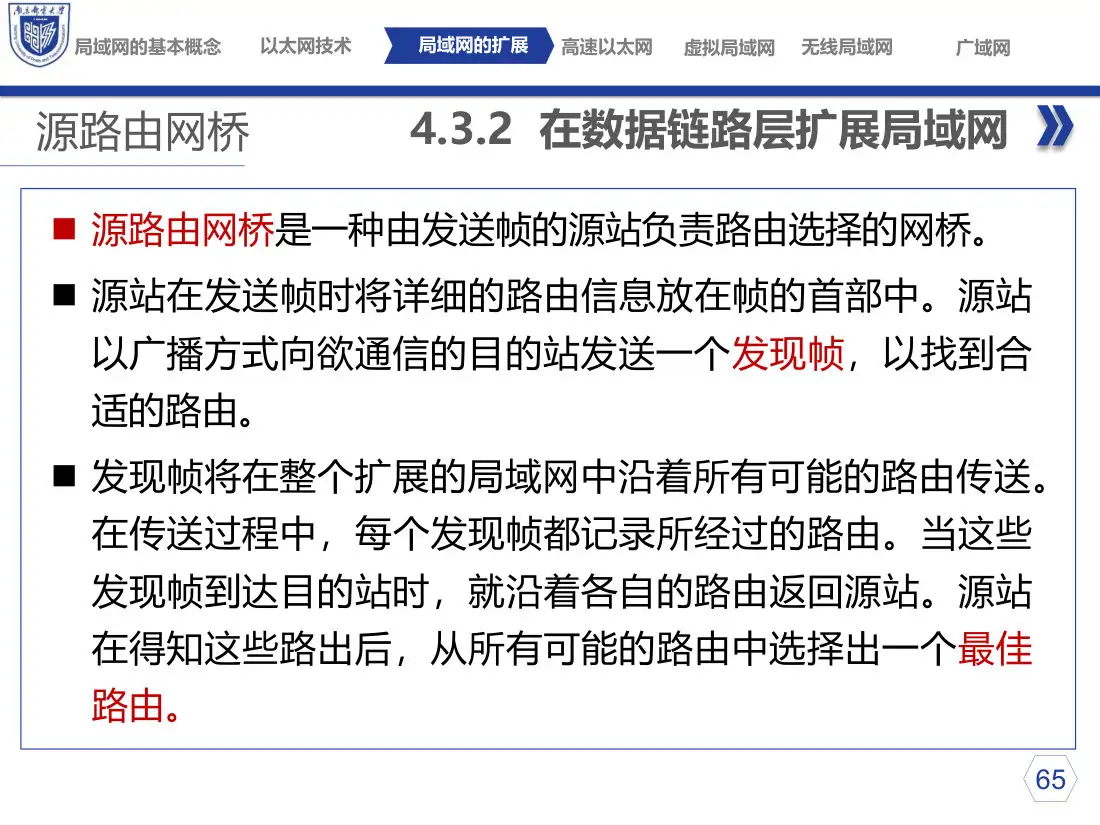 局域网的基本概念 以太网技术 局域网的扩展 高速以太网 虚拟局域网 无线局域网 广域网
源路由网桥 4.3.2 在数据链路层扩展局域网
源路由网桥是一种由发送帧的源站负责路由选择的网桥。
源站在发送帧时将详细的路由信息放在帧的首部中。源站
以广播方式向欲通信的目的站发送一个发现帧，以找到合
适的路由。
发现帧将在整个扩展的局域网中沿着所有可能的路由传送。
在传送过程中，每个发现帧都记录所经过的路由。当这些
发现帧到达目的站时，就沿着各自的路由返回源站。源站
在得知这些路出后，从所有可能的路由中选择出一个最佳
路由。
65